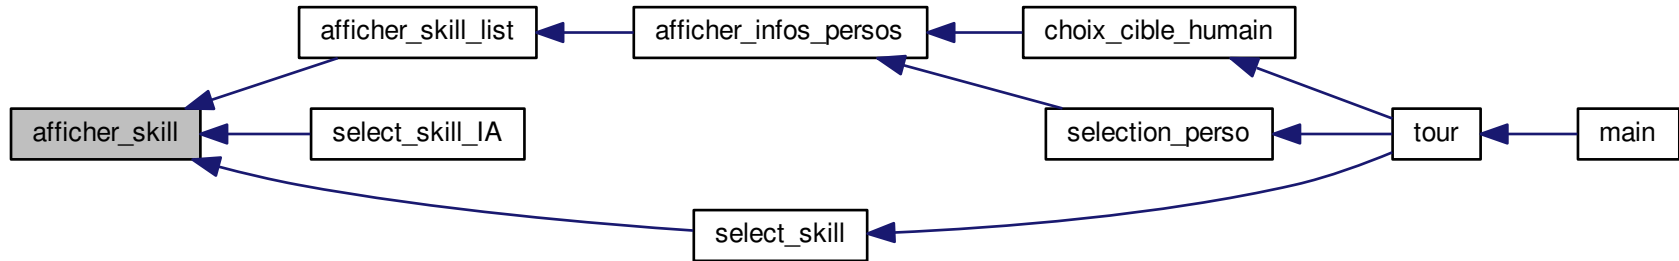 afficher_skill_list
afficher_infos_persos
choix_cible_humain
afficher_skill
select_skill_IA
selection_perso
tour
main
select_skill